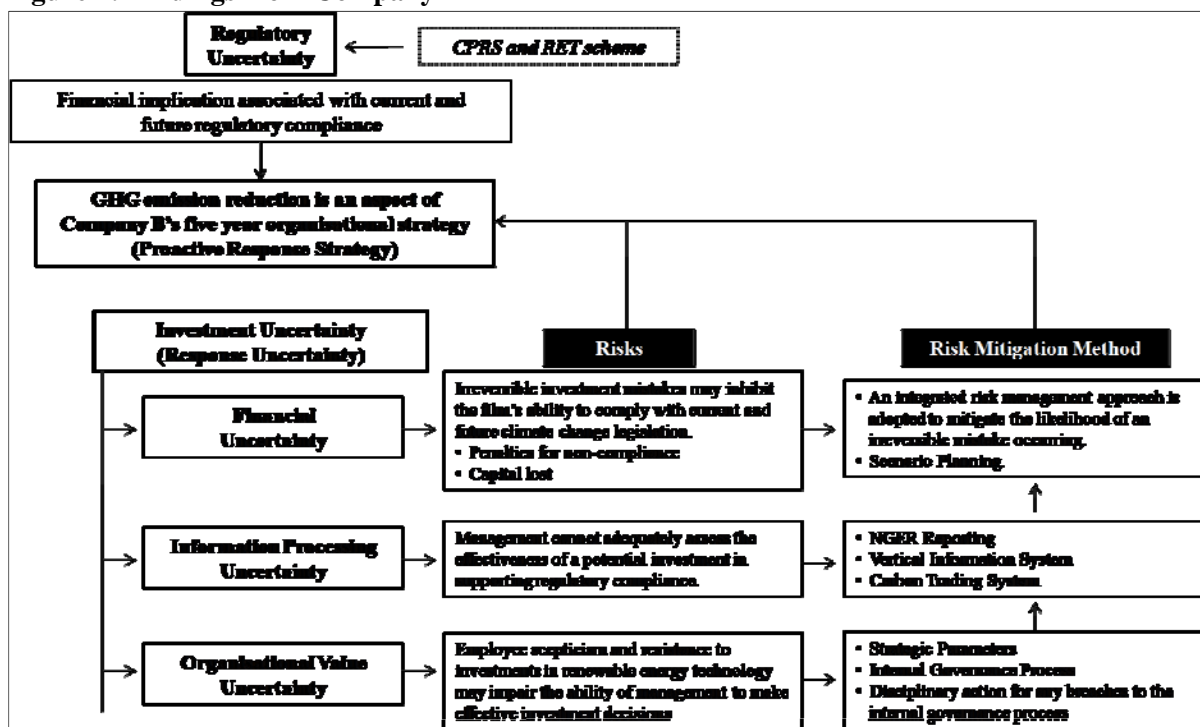 Regulatory
Uncertainty
CPRS and RET scheme
Financial implication associated with current and
future regulatory compliance
GHG emission reduction is an aspect of
Company B's five year organisational strategy
(Proactive Response Strategy)
Investment Uncertainty
(Response Uncertainty)
Risks
Risk Mitigation Method
Financial
Uncertainty
Irreversible investment mistakes may inhibit
the film's ability to comply with current and
future climate change legislation.
• Penalties for non-compliance
• Capital lost
• An integrated risk management approach is
adopted to mitigate the likelihood of an
irreversible mistake occurring.
• Scenario Planning.
Information Processing
Uncertainty
Management cannot adequately assess the
effectiveness of a potential investment in
supporting regulatory compliance.
• NGER Reporting
• Vertical Information System
• Carbon Trading System
Organisational Value
Uncertainty
Employee scepticism and resistance to
investments in renewable energy technology
may impair the ability of management to make
effective investment decisions
• Strategic Parameters
• Internal Governance Process
• Disciplinary action for any breaches to the
internal governance process